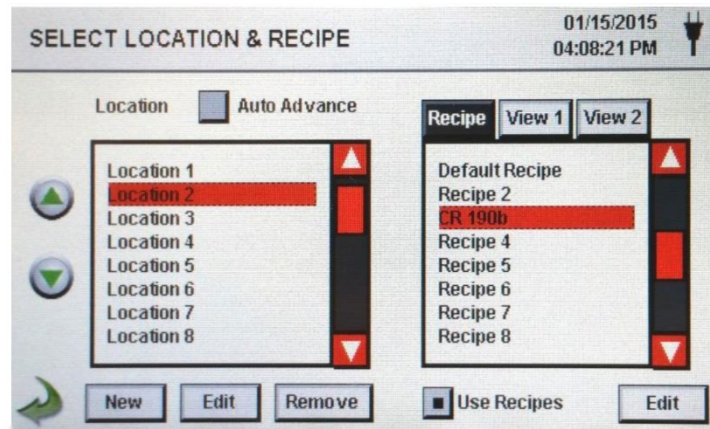 SELECT LOCATION & RECIPE
01/15/2015
04:08:21 PM
Location
Auto Advance
Location 1
Location 2
Location 3
Location 4
Location 5
Location 6
Location 7
Location 8
New
Edit
Remove
Recipe
View 1
View 2
Default Recipe
Recipe 2
CR 190b
Recipe 4
Recipe 5
Recipe 6
Recipe 7
Recipe 8
Use Recipes
Edit